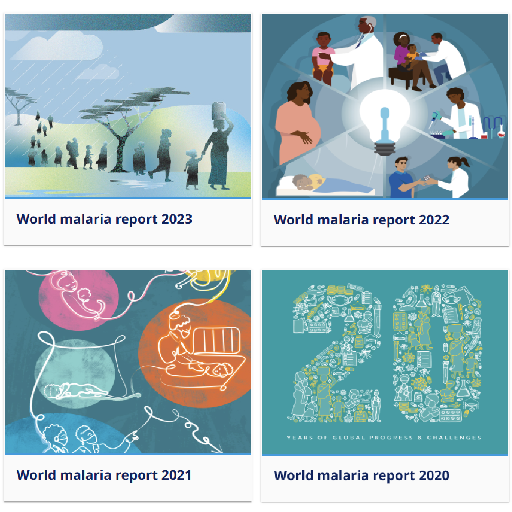 World malaria report 2023
World malaria report 2022
20
YEARS OF GLOBAL PROGRESS & CHALLENGES
World malaria report 2021
World malaria report 2020